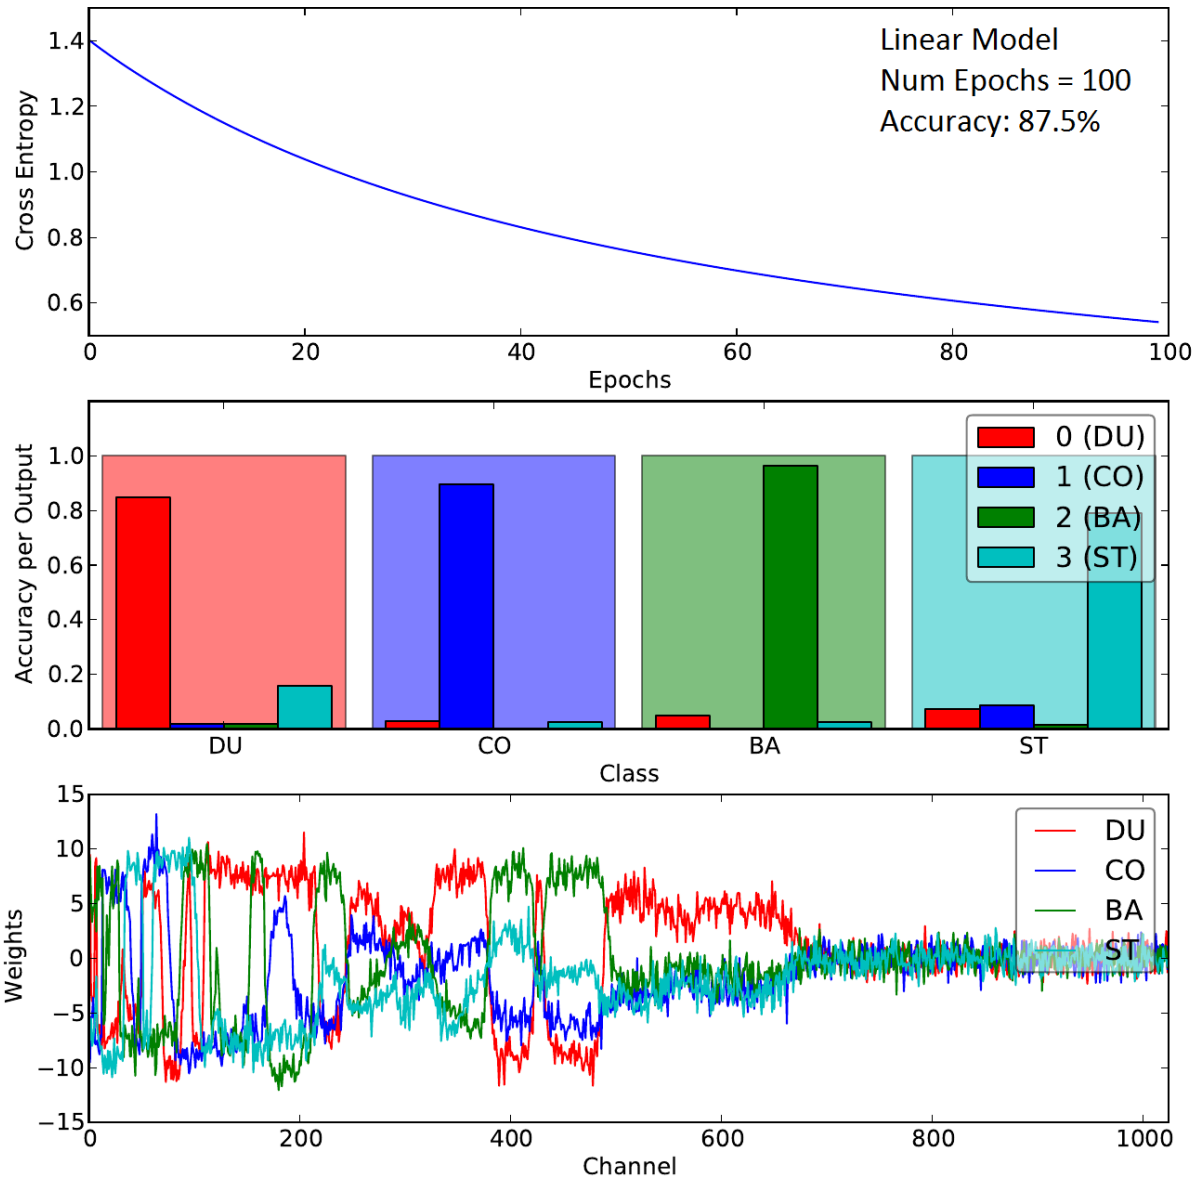 1.4
1.2
1.0
0.8
0.6
Cross Entropy
Linear Model
Num Epochs = 100
Accuracy: 87.5%
0 20 40 60 80 100
Epochs
1.0
0.8
0.6
0.4
0.2
0.0
Accuracy per Output
0 (DU)
1 (CO)
2 (BA)
3 (ST)
DU CO BA ST
Class
15
10
5
0
−5
−10
−15
Weights
DU
CO
BA
ST
0 200 400 600 800 1000
Channel